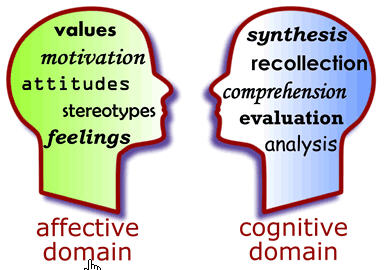 values
motivation
attitudes
stereotypes
feelings
affective
domain
synthesis
recollection
comprehension
evaluation
analysis
cognitive
domain